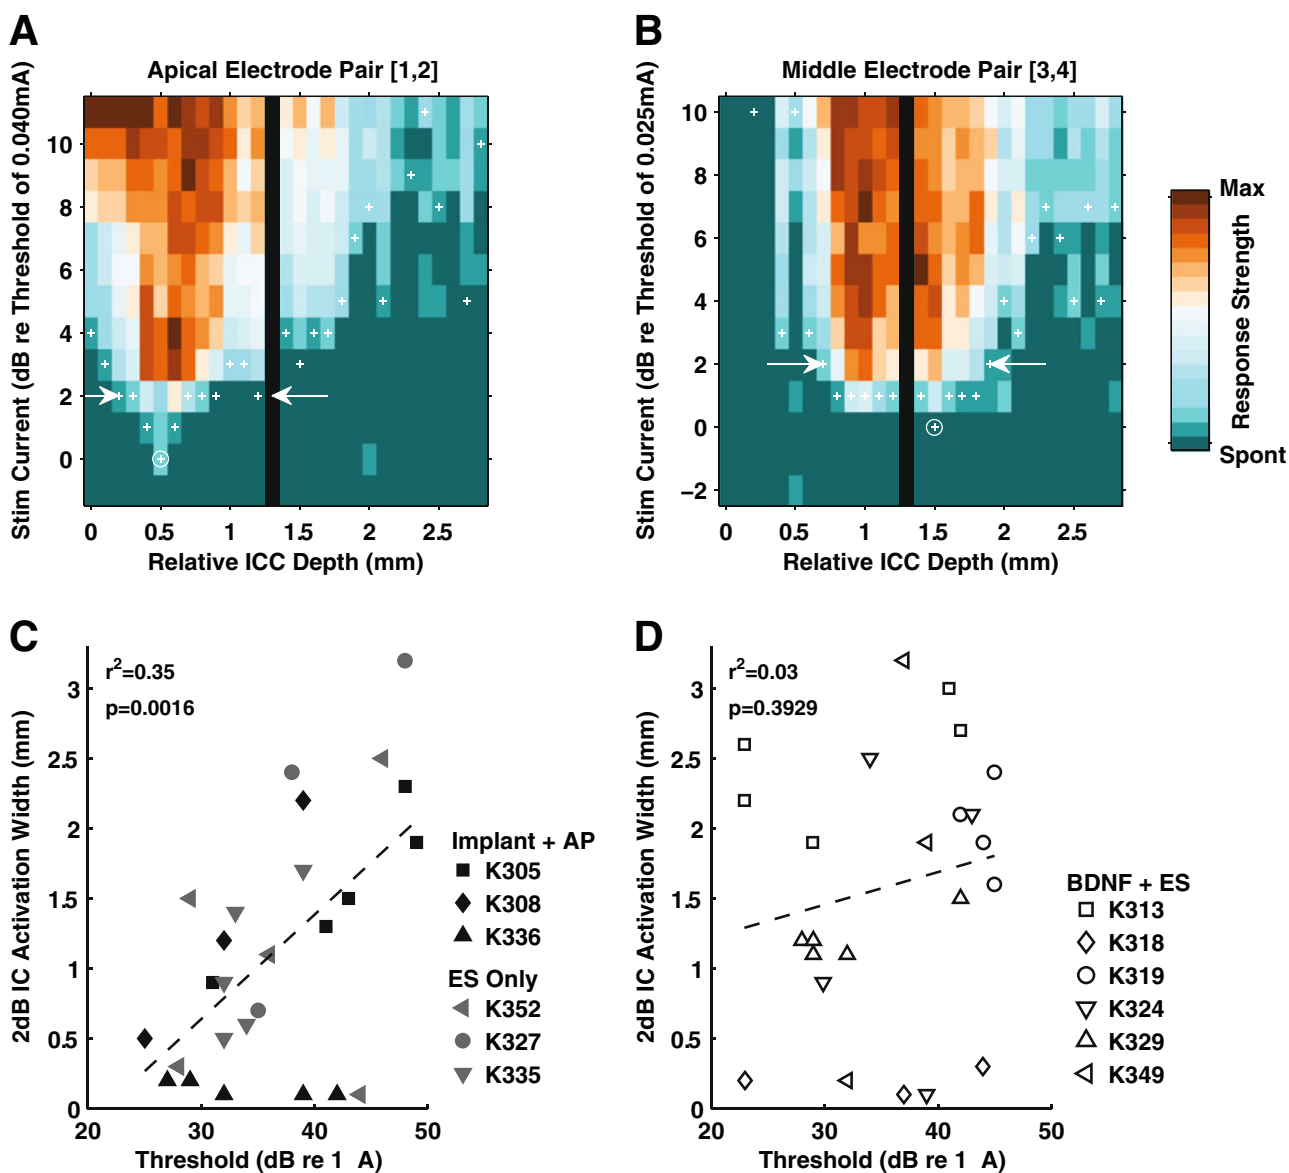 A
Apical Electrode Pair [1,2]
Stim Current (dB re Threshold of 0.040mA)
10
8
6
4
2
0
0 0.5 1 1.5 2 2.5
Relative ICC Depth (mm)
B
Middle Electrode Pair [3,4]
Stim Current (dB re Threshold of 0.025mA)
10
8
6
4
2
0
−2
0 0.5 1 1.5 2 2.5
Relative ICC Depth (mm)
Max
Response Strength
Spont
C
r²=0.35
p=0.0016
2dB IC Activation Width (mm)
3
2.5
2
1.5
1
0.5
0
20 30 40 50
Threshold (dB re 1 A)
Implant + AP
K305
K308
K336
ES Only
K352
K327
K335
D
r²=0.03
p=0.3929
2dB IC Activation Width (mm)
3
2.5
2
1.5
1
0.5
0
20 30 40 50
Threshold (dB re 1 A)
BDNF + ES
K313
K318
K319
K324
K329
K349